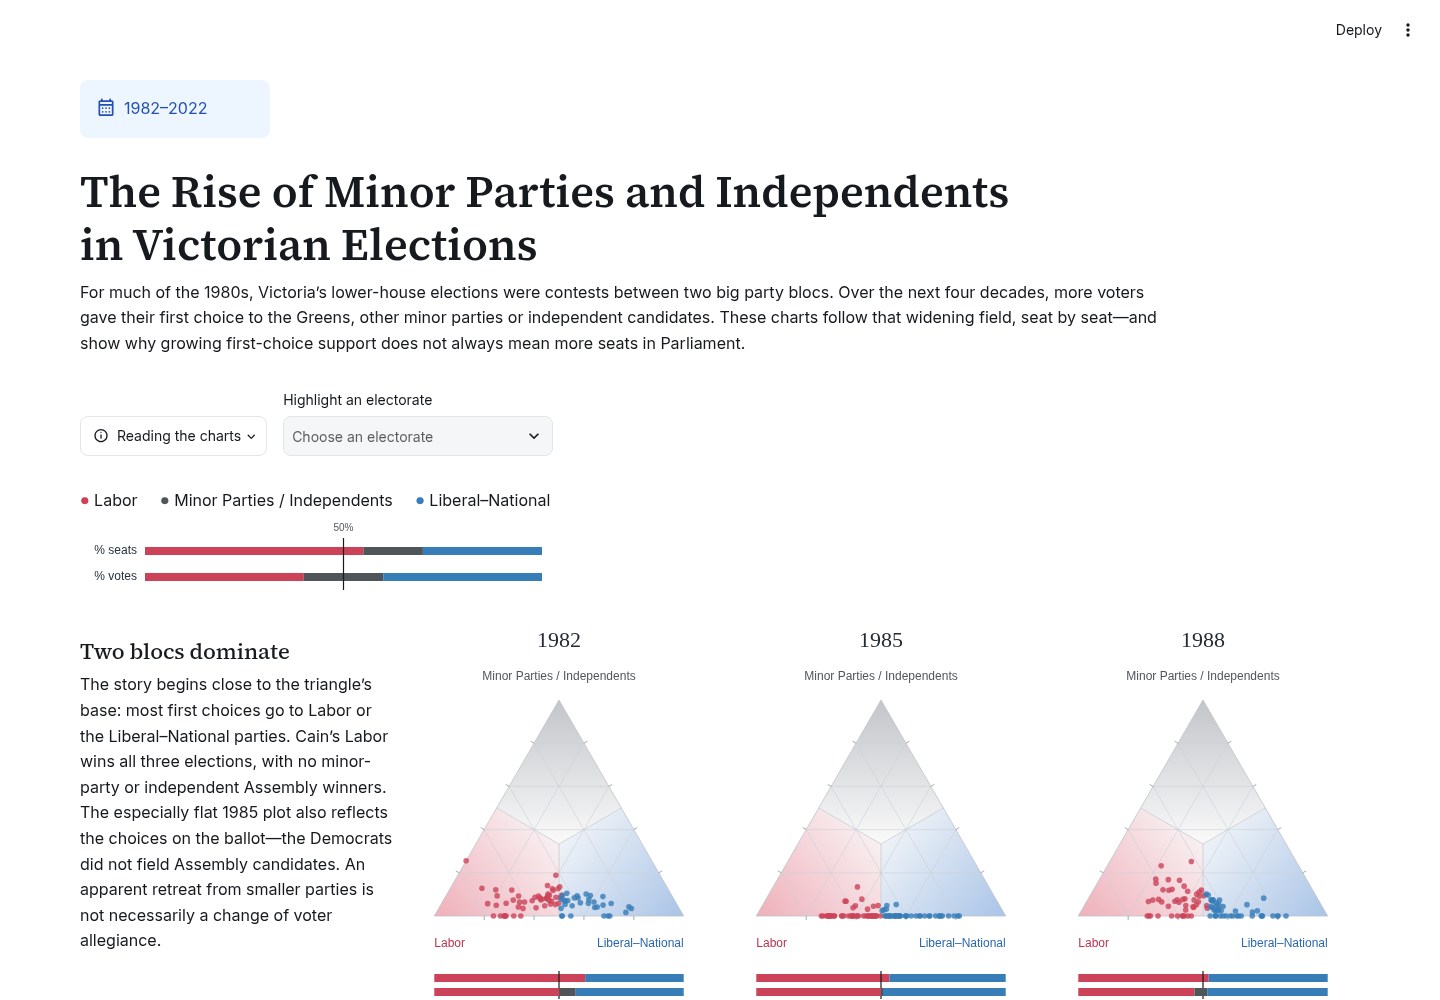 Deploy
1982–2022
The Rise of Minor Parties and Independents
in Victorian Elections
For much of the 1980s, Victoria’s lower-house elections were contests between two big party blocs. Over the next four decades, more voters
gave their first choice to the Greens, other minor parties or independent candidates. These charts follow that widening field, seat by seat—and
show why growing first-choice support does not always mean more seats in Parliament.
Highlight an electorate
Reading the charts
Choose an electorate
Labor
Minor Parties / Independents
Liberal–National
50%
% seats
% votes
Two blocs dominate
The story begins close to the triangle’s
base: most first choices go to Labor or
the Liberal–National parties. Cain’s Labor
wins all three elections, with no minor-
party or independent Assembly winners.
The especially flat 1985 plot also reflects
the choices on the ballot—the Democrats
did not field Assembly candidates. An
apparent retreat from smaller parties is
not necessarily a change of voter
allegiance.
1982
Minor Parties / Independents
Labor
Liberal–National
1985
Minor Parties / Independents
Labor
Liberal–National
1988
Minor Parties / Independents
Labor
Liberal–National